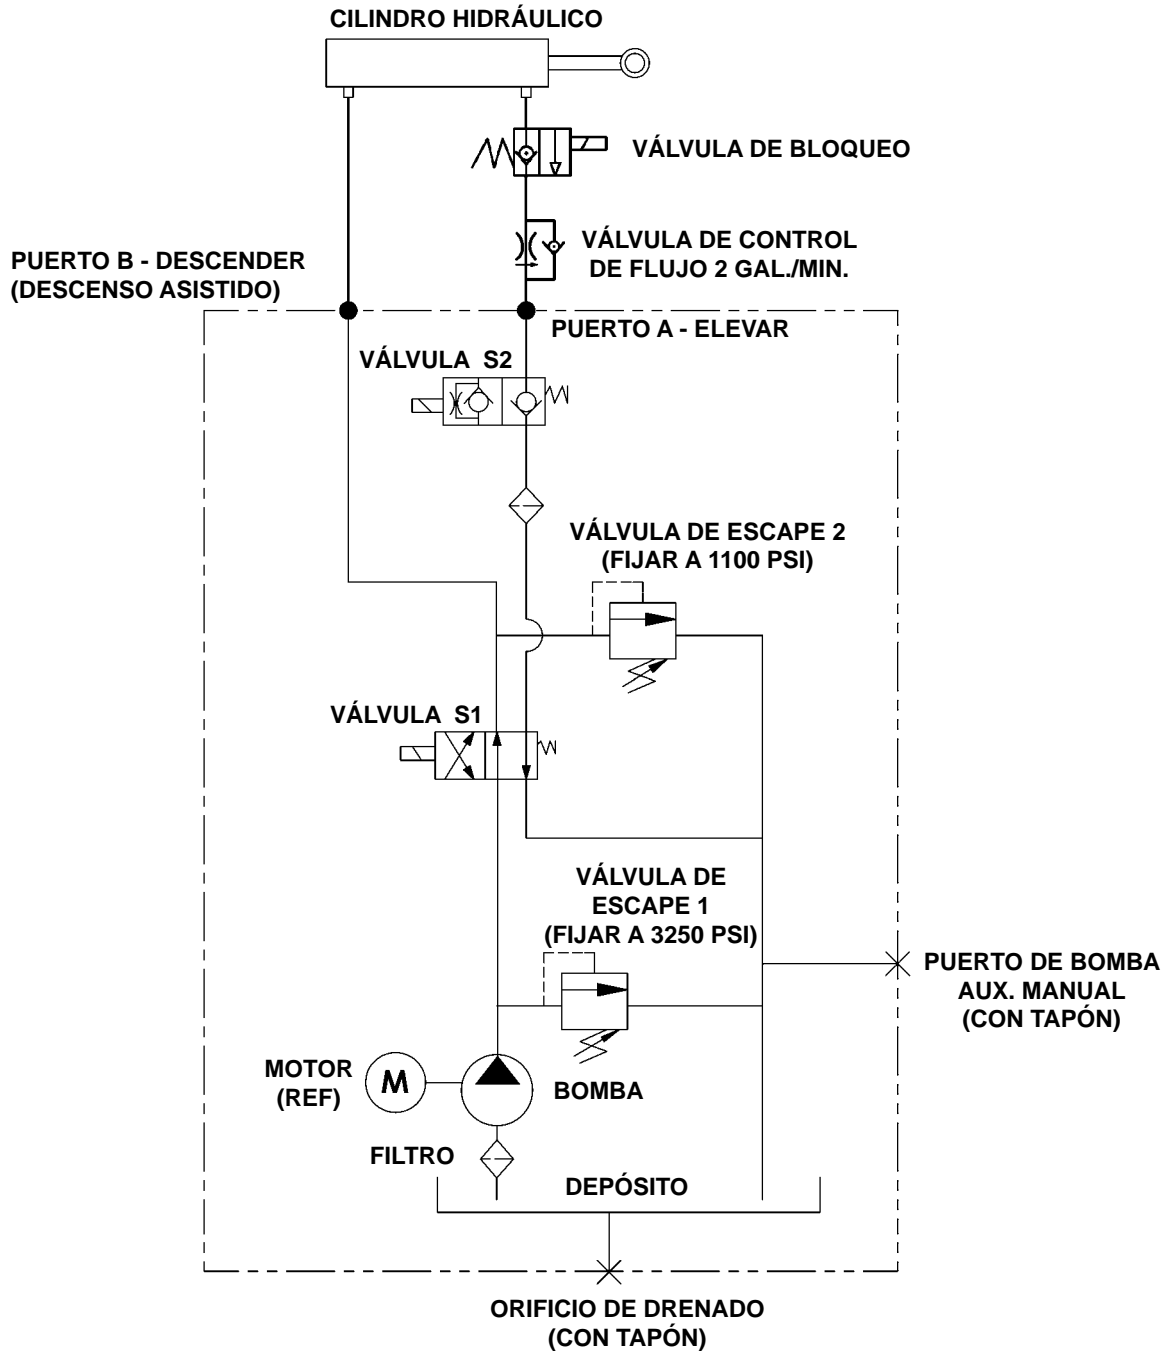 CILINDRO HIDRÁULICO
VÁLVULA DE BLOQUEO
VÁLVULA DE CONTROL
DE FLUJO 2 GAL./MIN.
PUERTO B - DESCENDER
(DESCENSO ASISTIDO)
PUERTO A - ELEVAR
VÁLVULA S2
VÁLVULA DE ESCAPE 2
(FIJAR A 1100 PSI)
VÁLVULA S1
VÁLVULA DE
ESCAPE 1
(FIJAR A 3250 PSI)
PUERTO DE BOMBA
AUX. MANUAL
(CON TAPÓN)
MOTOR
(REF)
M
BOMBA
FILTRO
DEPÓSITO
ORIFICIO DE DRENADO
(CON TAPÓN)